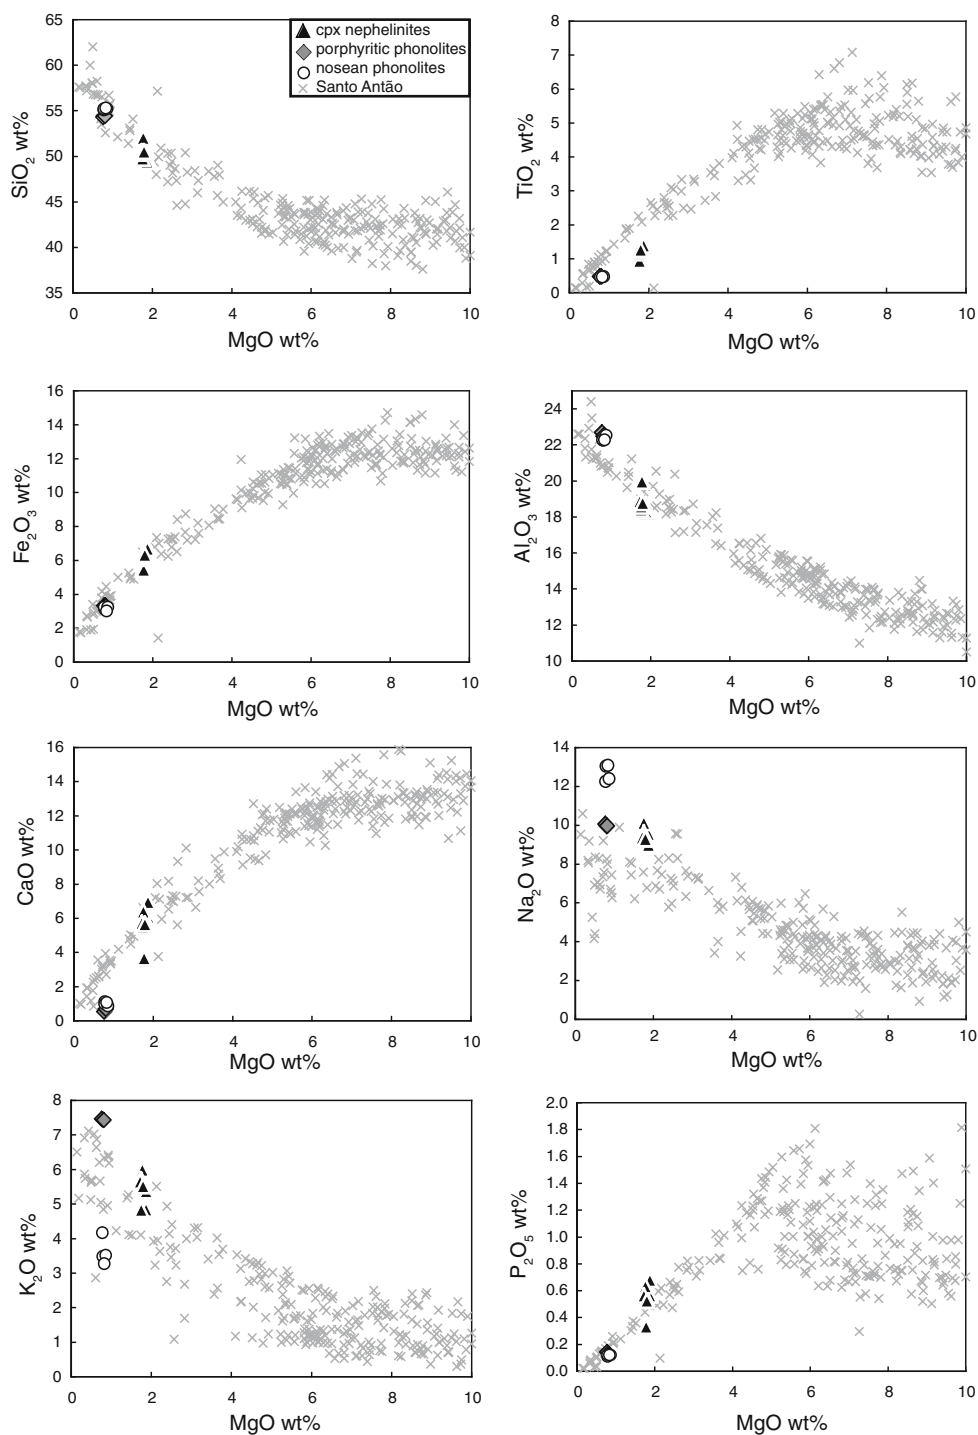 65
60
55
50
45
40
35
SiO₂ wt%
cpx nephelinites
porphyritic phonolites
nosean phonolites
Santo Antão
0 2 4 6 8 10
MgO wt%
8
7
6
5
4
3
2
1
0
TiO₂ wt%
0 2 4 6 8 10
MgO wt%
16
14
12
10
8
6
4
2
0
Fe₂O₃ wt%
0 2 4 6 8 10
MgO wt%
24
22
20
18
16
14
12
10
Al₂O₃ wt%
0 2 4 6 8 10
MgO wt%
16
14
12
10
8
6
4
2
0
CaO wt%
0 2 4 6 8 10
MgO wt%
14
12
10
8
6
4
2
0
Na₂O wt%
0 2 4 6 8 10
MgO wt%
8
7
6
5
4
3
2
1
0
K₂O wt%
0 2 4 6 8 10
MgO wt%
2.0
1.8
1.6
1.4
1.2
1.0
0.8
0.6
0.4
0.2
0.0
P₂O₅ wt%
0 2 4 6 8 10
MgO wt%